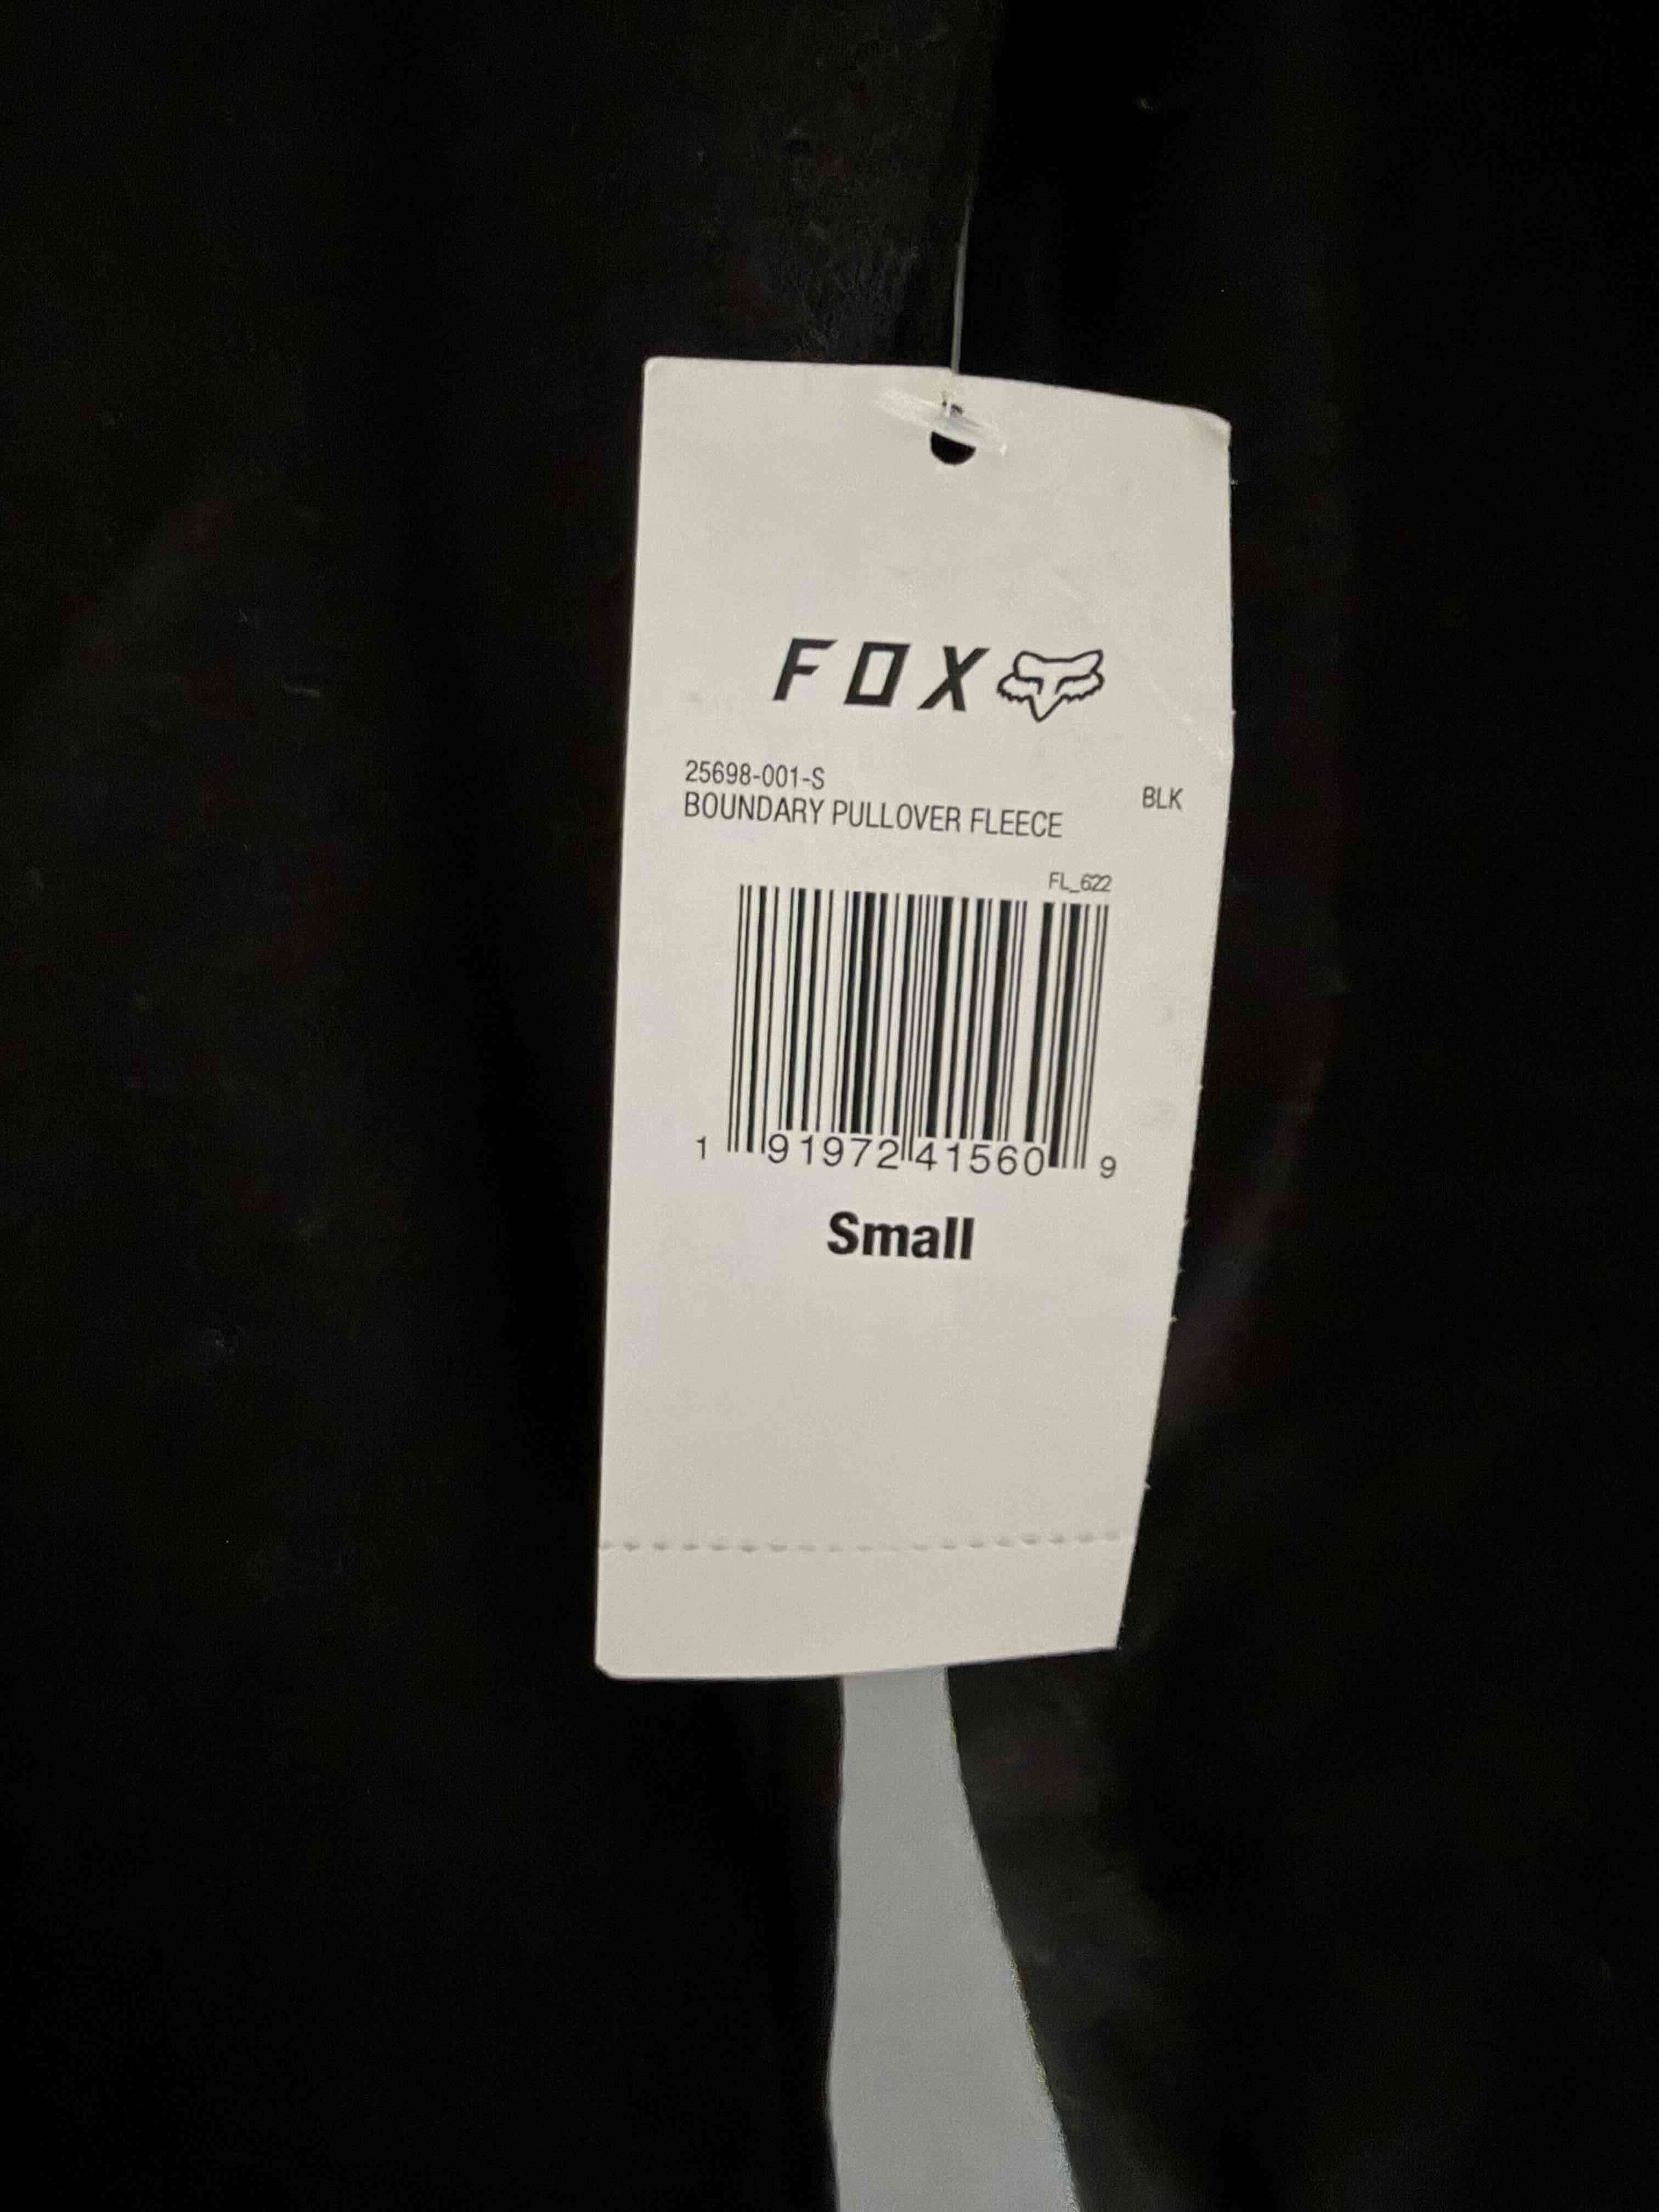 FOX
25698-001-S
BOUNDARY PULLOVER FLEECE BLK
FL_622
1 91972 41560 9
Small